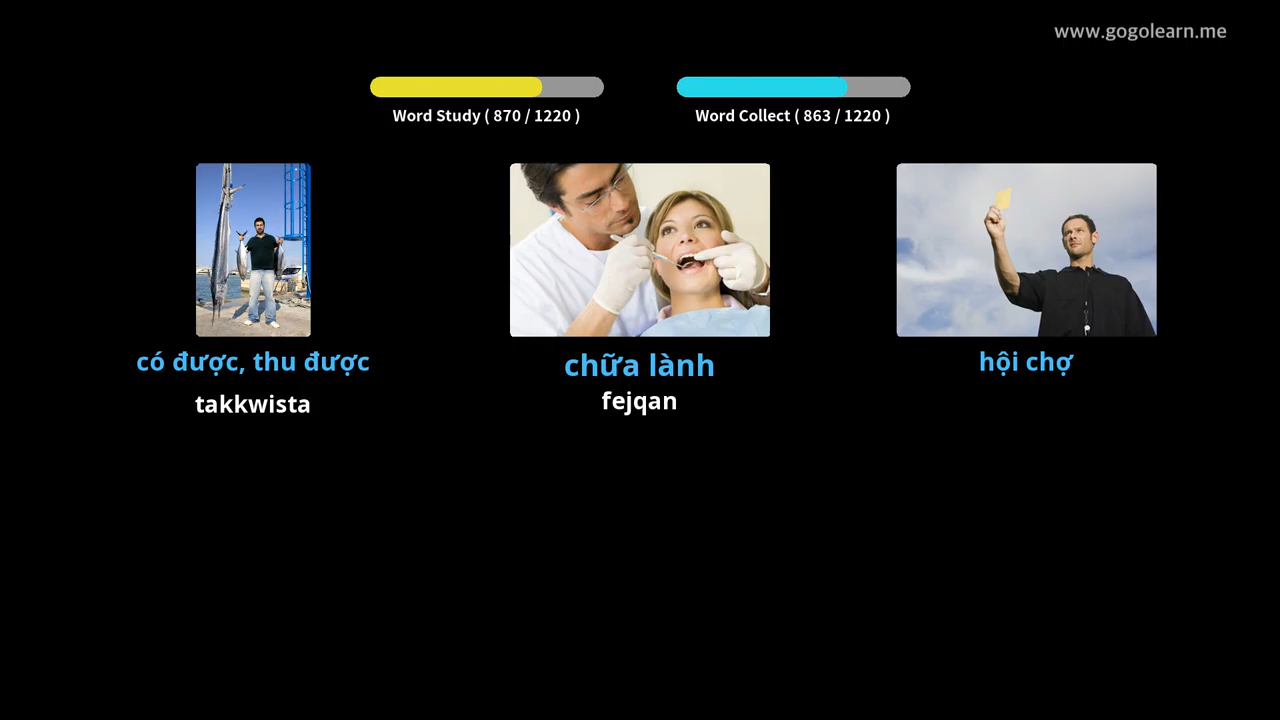 www.gogolearn.me
Word Study ( 870 / 1220 )
Word Collect ( 863 / 1220 )
có được, thu được
chữa lành
hội chợ
takkwista
fejqan